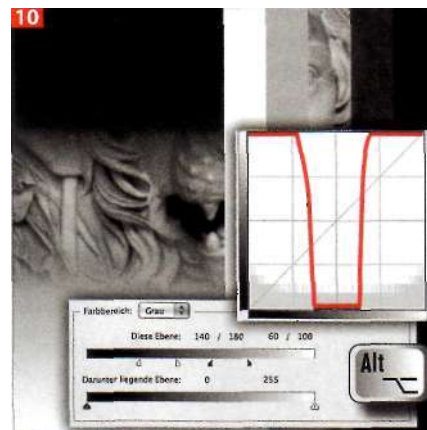 10
Farbbereich: Grau
Diese Ebene: 140 / 180 60 / 100
Darunter liegende Ebene: 0 255
Alt